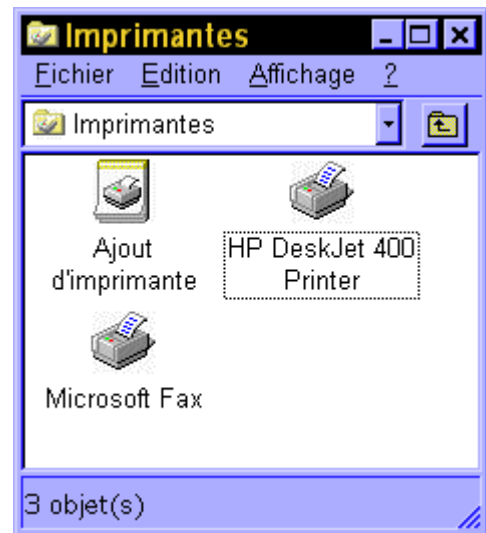 Imprimantes
Fichier Edition Affichage ?
Imprimantes
Ajout
d'imprimante
HP DeskJet 400
Printer
Microsoft Fax
3 objet(s)